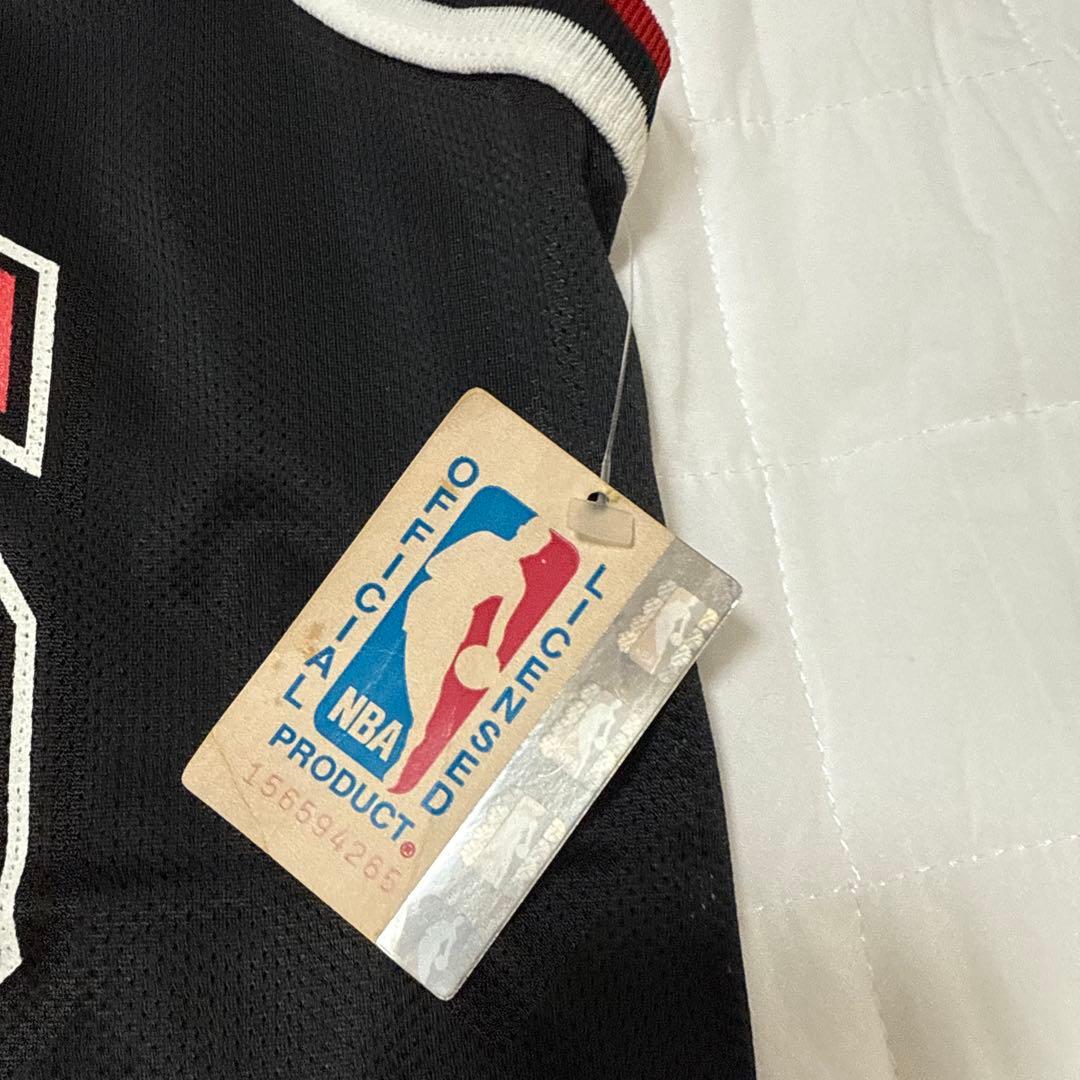 OFFICIAL
LICENSED
NBA
PRODUCT®
156594265